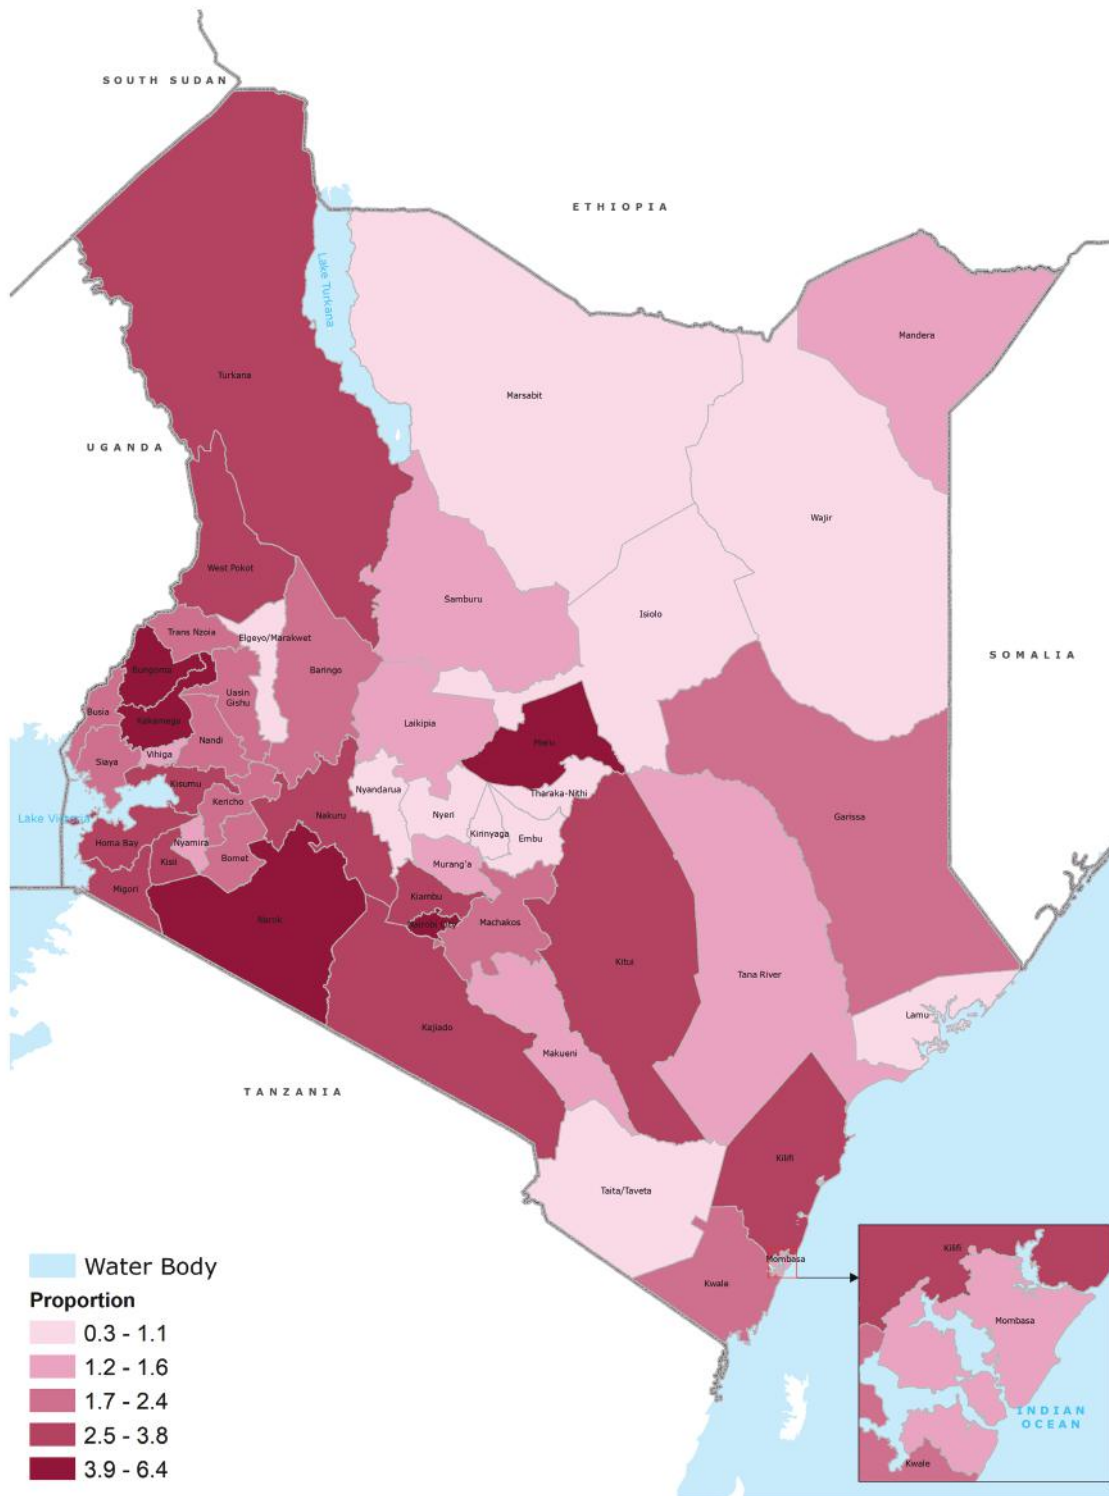 SOUTH SUDAN
ETHIOPIA
Lake Turkana
Mandera
Turkana
Marsabit
UGANDA
Wajir
West Pokot
Samburu
Isiolo
Trans Nzoia
Elgeyo/Marakwet
SOMALIA
Bungoma
Baringo
Uasin
Gishu
Busia
Kakamega
Laikipia
Nandi
Meru
Vihiga
Siaya
Kisumu
Nyandarua
Tharaka-Nithi
Kericho
Lake Victoria
Nakuru
Nyeri
Garissa
Kirinyaga
Embu
Homa Bay
Nyamira
Bomet
Kisii
Murang'a
Migori
Kiambu
Narok
Nairobi City
Machakos
Kitui
Tana River
Lamu
Kajiado
Makueni
TANZANIA
Kilifi
Taita/Taveta
Mombasa
Kwale
Kilifi
Mombasa
INDIAN
OCEAN
Kwale
Water Body
Proportion
0.3 - 1.1
1.2 - 1.6
1.7 - 2.4
2.5 - 3.8
3.9 - 6.4